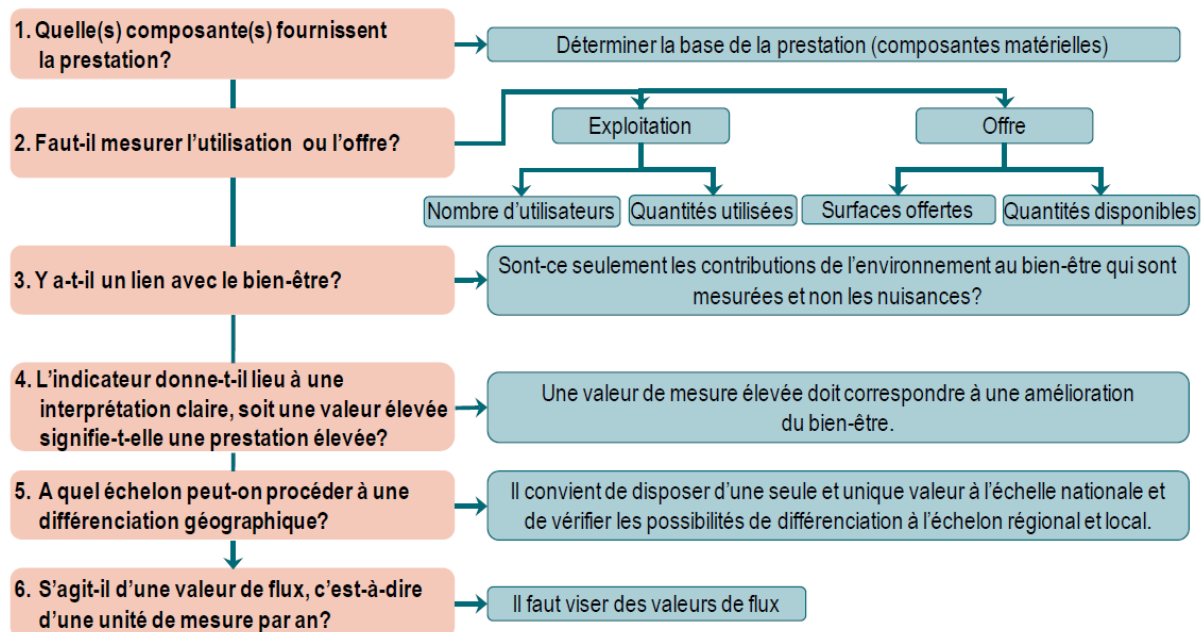 1. Quelle(s) composante(s) fournissent
la prestation?
Déterminer la base de la prestation (composantes matérielles)
2. Faut-il mesurer l'utilisation ou l'offre?
Exploitation
Offre
Nombre d'utilisateurs
Quantités utilisées
Surfaces offertes
Quantités disponibles
3. Y a-t-il un lien avec le bien-être?
Sont-ce seulement les contributions de l'environnement au bien-être qui sont
mesurées et non les nuisances?
4. L'indicateur donne-t-il lieu à une
interprétation claire, soit une valeur élevée
signifie-t-elle une prestation élevée?
Une valeur de mesure élevée doit correspondre à une amélioration
du bien-être.
5. A quel échelon peut-on procéder à une
différenciation géographique?
Il convient de disposer d'une seule et unique valeur à l'échelle nationale et
de vérifier les possibilités de différenciation à l'échelon régional et local.
6. S'agit-il d'une valeur de flux, c'est-à-dire
d'une unité de mesure par an?
Il faut viser des valeurs de flux